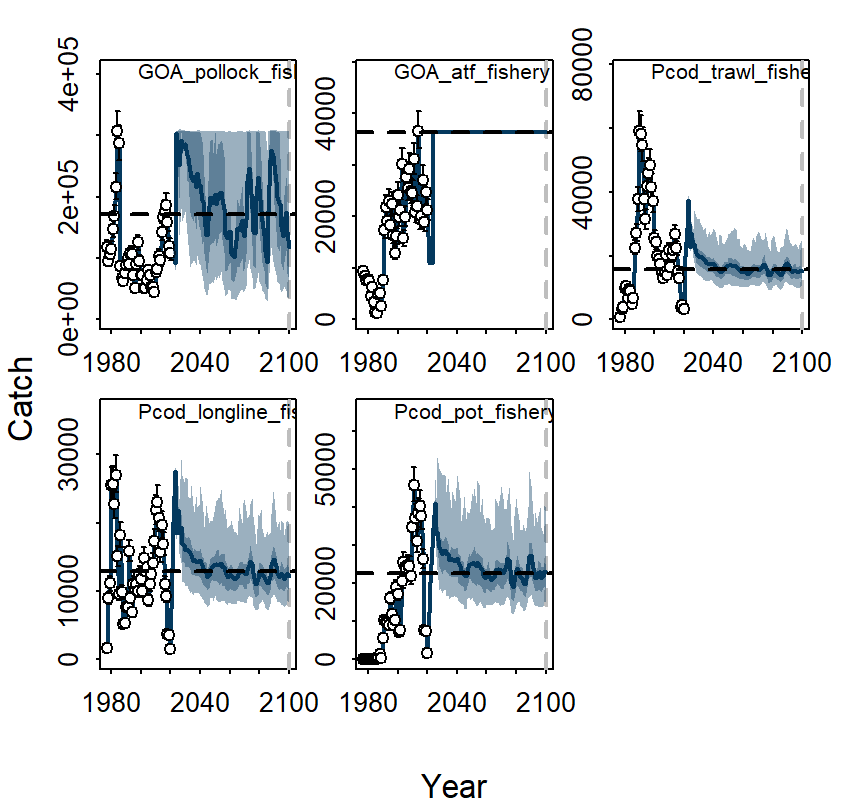 GOA_pollock_fis
GOA_atf_fishery
Pcod_trawl_fishe
0e+00 2e+05 4e+05
0 20000 40000
0 40000 80000
1980 2040 2100
1980 2040 2100
1980 2040 2100
Catch
Pcod_longline_fis
Pcod_pot_fishery
0 10000 30000
0 20000 50000
1980 2040 2100
1980 2040 2100
Year